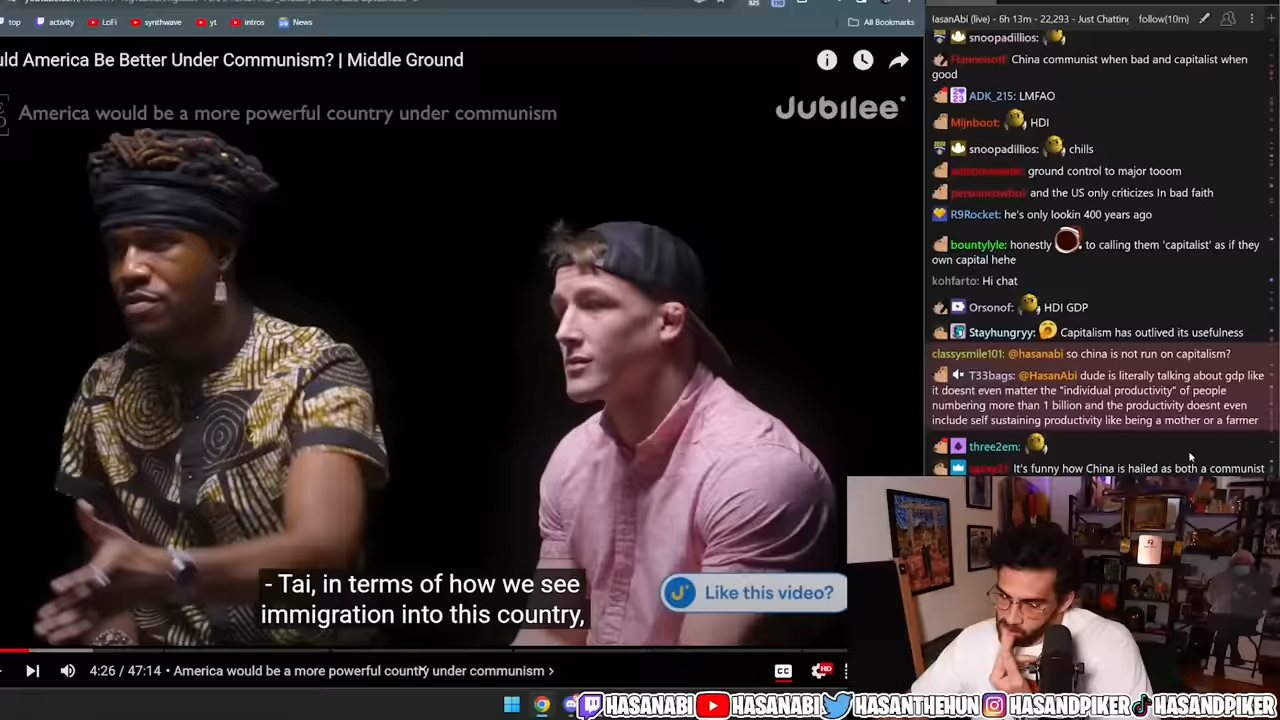 top
activity
LoFi
synthwave
yt
intros
News
All Bookmarks
HasanAbi (live) - 6h 13m - 22,293 - Just Chatting
follow(10m)
ld America Be Better Under Communism? | Middle Ground
America would be a more powerful country under communism
Jubilee
snoopadillios:
Flannessoff: China communist when bad and capitalist when
good
ADK_215: LMFAO
Mijnboot: HDI
snoopadillios: chills
ground control to major tooom
and the US only criticizes In bad faith
R9Rocket: he's only lookin 400 years ago
bountylyle: honestly to calling them 'capitalist' as if they
own capital hehe
kohfarto: Hi chat
Orsonof: HDI GDP
Stayhungryy: Capitalism has outlived its usefulness
classysmile101: @hasanabi so china is not run on capitalism?
T33bags: @HasanAbi dude is literally talking about gdp like
it doesnt even matter the "individual productivity" of people
numbering more than 1 billion and the productivity doesnt even
include self sustaining productivity like being a mother or a farmer
three2em:
It's funny how China is hailed as both a communist
- Tai, in terms of how we see
immigration into this country,
Like this video?
4:26 / 47:14 • America would be a more powerful country under communism >
CC
HD
HASANABI
HASANABI
HASANTHEHUN
HASANDPIKER
HASANDPIKER